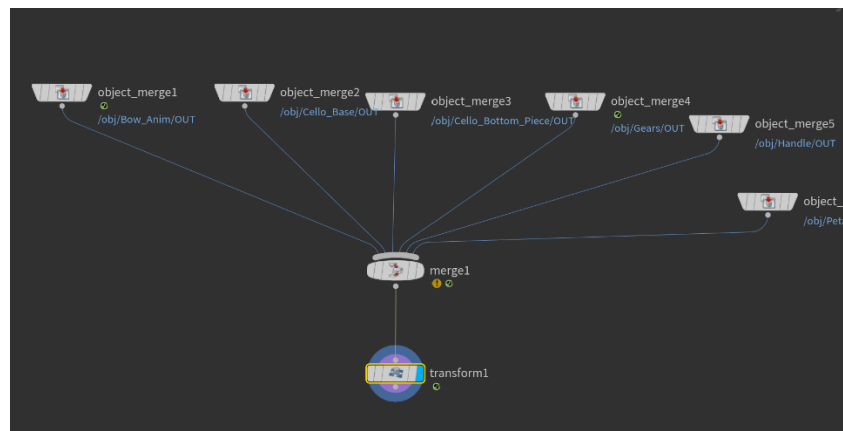 object_merge1
/obj/Bow_Anim/OUT
object_merge2
/obj/Cello_Base/OUT
object_merge3
/obj/Cello_Bottom_Piece/OUT
object_merge4
/obj/Gears/OUT
object_merge5
/obj/Handle/OUT
object_
/obj/Peta
merge1
transform1